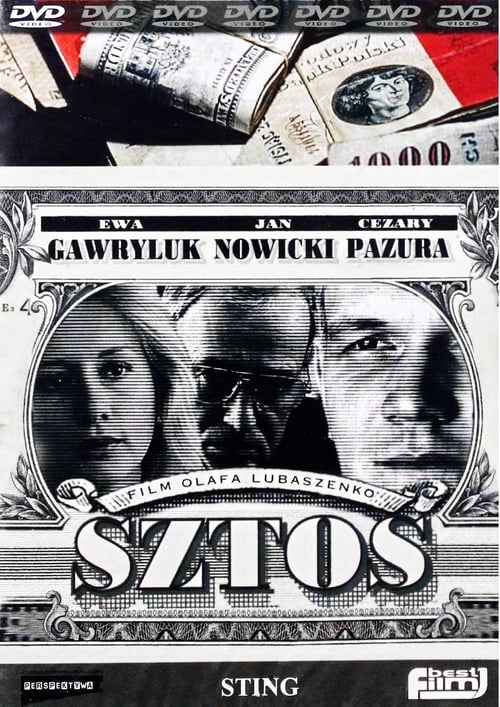 DVD DVD DVD DVD DVD DVD DVD
VIDEO VIDEO VIDEO VIDEO VIDEO VIDEO VIDEO
1000
EWA JAN CEZARY
GAWRYLUK NOWICKI PAZURA
FILM OLAFA LUBASZENKO
SZTOS
PERSPEKTYWA
STING
best
film